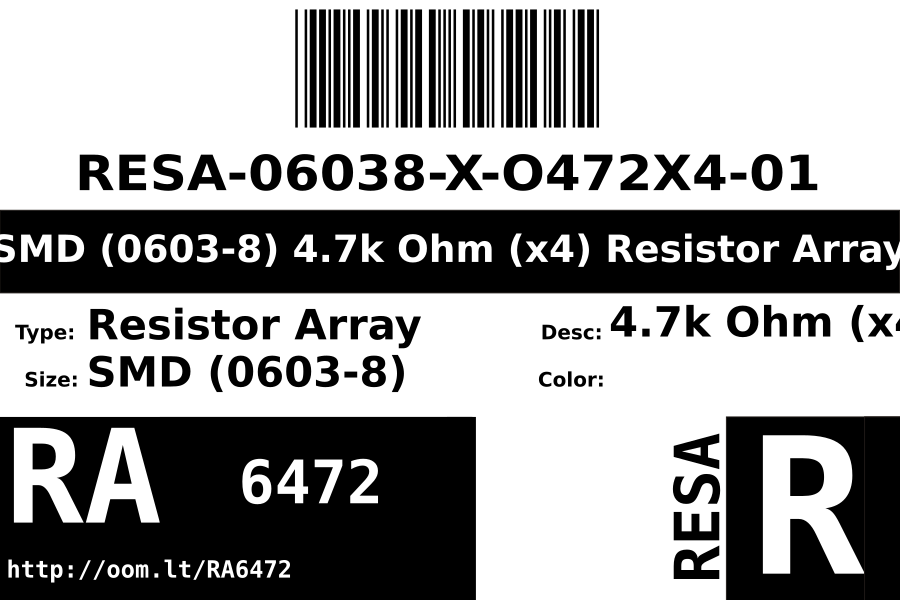 RESA-06038-X-O472X4-01
SMD (0603-8) 4.7k Ohm (x4) Resistor Array
Type: Resistor Array
Desc: 4.7k Ohm (x4
Size: SMD (0603-8)
Color:
RA
6472
http://oom.lt/RA6472
RESA
R